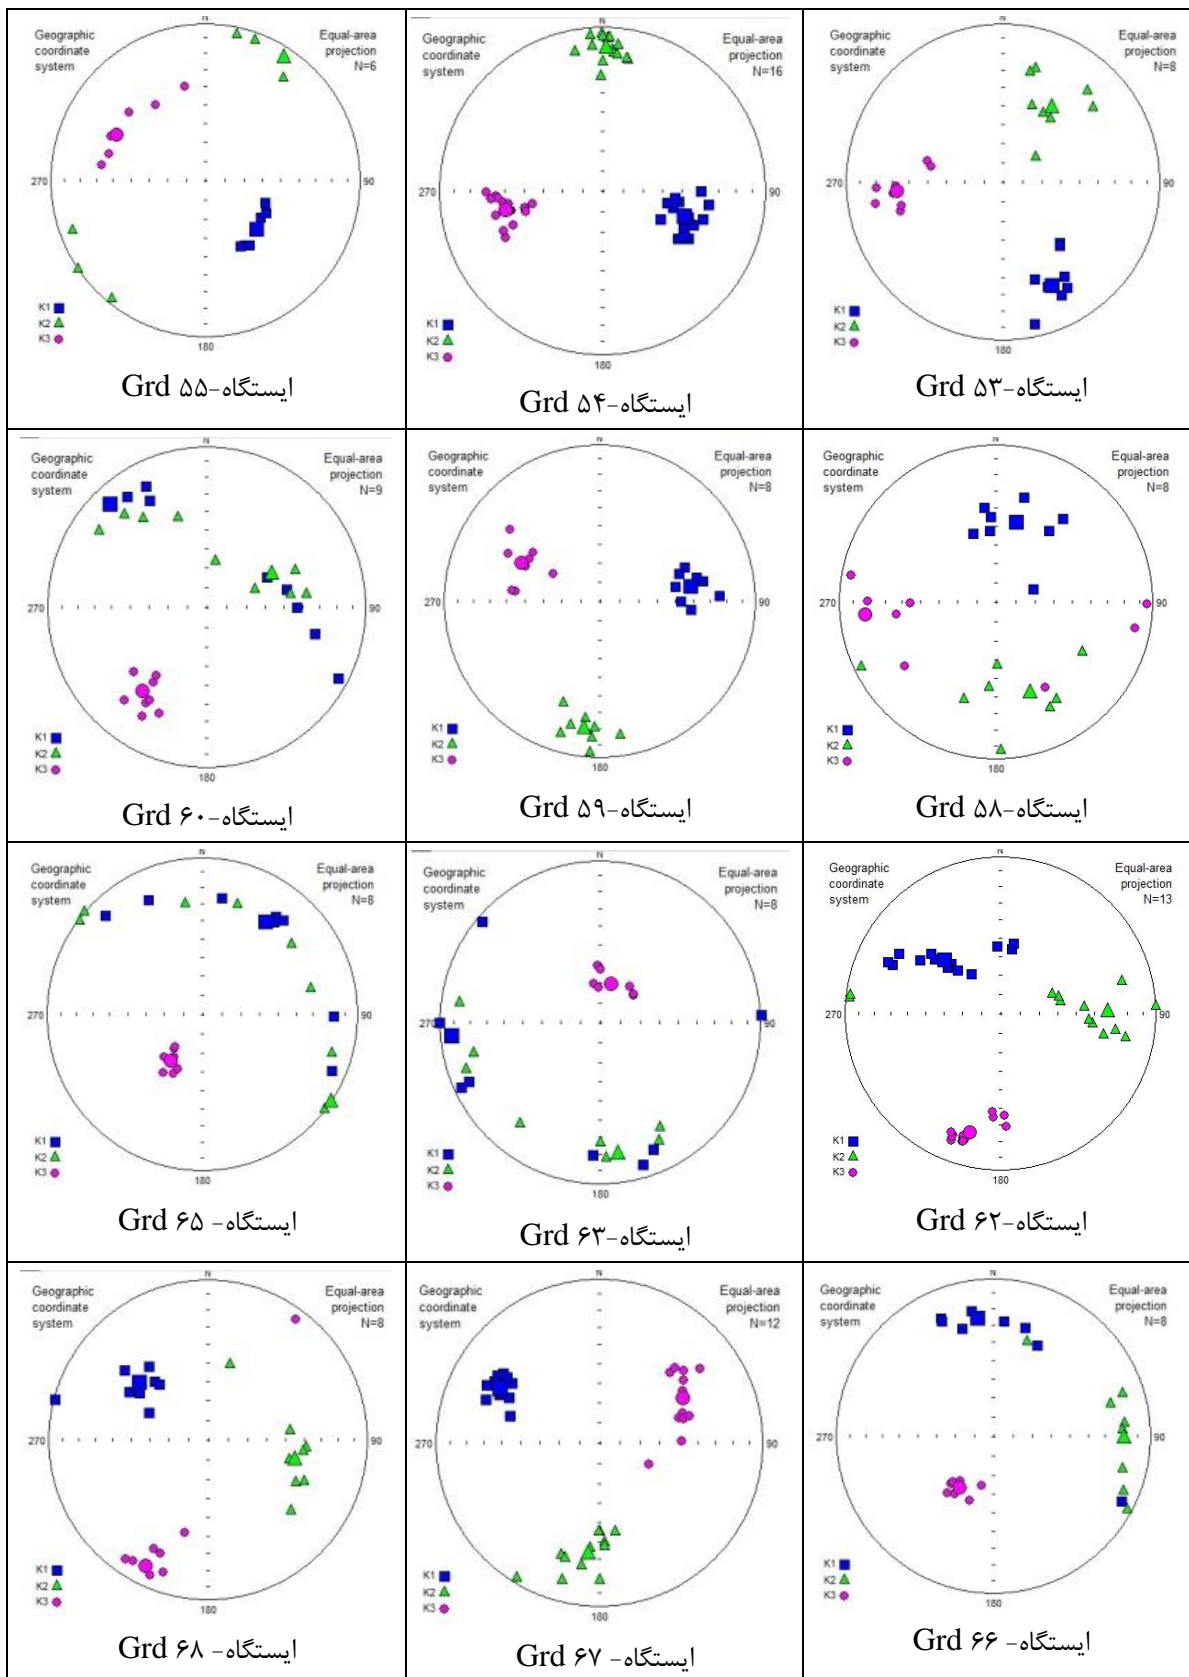 Geographic
coordinate
system
N
Equal-area
projection
N=6
270
90
180
K1
K2
K3
ایستگاه-Grd ۵۵
Geographic
coordinate
system
N
Equal-area
projection
N=16
270
90
180
K1
K2
K3
ایستگاه-Grd ۵۴
Geographic
coordinate
system
N
Equal-area
projection
N=8
270
90
180
K1
K2
K3
ایستگاه-Grd ۵۳
Geographic
coordinate
system
N
Equal-area
projection
N=9
270
90
180
K1
K2
K3
ایستگاه-Grd ۶۰
Geographic
coordinate
system
N
Equal-area
projection
N=8
270
90
180
K1
K2
K3
ایستگاه-Grd ۵۹
Geographic
coordinate
system
N
Equal-area
projection
N=8
270
90
180
K1
K2
K3
ایستگاه-Grd ۵۸
Geographic
coordinate
system
N
Equal-area
projection
N=8
270
90
180
K1
K2
K3
ایستگاه- Grd ۶۵
Geographic
coordinate
system
N
Equal-area
projection
N=8
270
90
180
K1
K2
K3
ایستگاه-Grd ۶۳
Geographic
coordinate
system
N
Equal-area
projection
N=13
270
90
180
K1
K2
K3
ایستگاه-Grd ۶۲
Geographic
coordinate
system
N
Equal-area
projection
N=8
270
90
180
K1
K2
K3
ایستگاه- Grd ۶۸
Geographic
coordinate
system
N
Equal-area
projection
N=12
270
90
180
K1
K2
K3
ایستگاه- Grd ۶۷
Geographic
coordinate
system
N
Equal-area
projection
N=8
270
90
180
K1
K2
K3
ایستگاه- Grd ۶۶